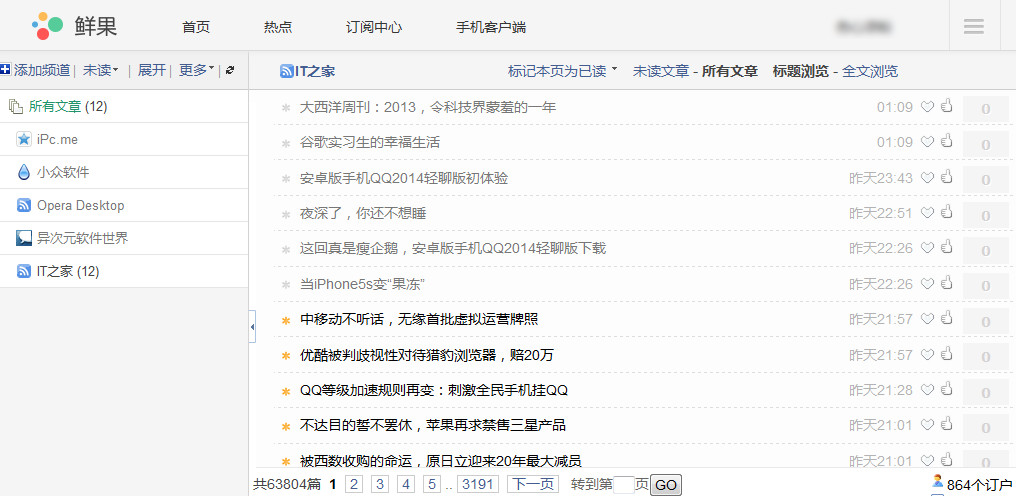 鲜果 首页 热点 订阅中心 手机客户端
添加频道 | 未读 | 展开 | 更多 |
所有文章 (12)
iPc.me
小众软件
Opera Desktop
异次元软件世界
IT之家 (12)
IT之家 标记本页为已读 未读文章 - 所有文章 标题浏览 - 全文浏览
大西洋周刊：2013，令科技界蒙羞的一年 01:09 0
谷歌实习生的幸福生活 01:09 0
安卓版手机QQ2014轻聊版初体验 昨天23:43 0
夜深了，你还不想睡 昨天22:51 0
这回真是瘦企鹅，安卓版手机QQ2014轻聊版下载 昨天22:26 0
当iPhone5s变“果冻” 昨天22:26 0
中移动不听话，无缘首批虚拟运营牌照 昨天21:57 0
优酷被判歧视性对待猎豹浏览器，赔20万 昨天21:57 0
QQ等级加速规则再变：刺激全民手机挂QQ 昨天21:28 0
不达目的誓不罢休，苹果再求禁售三星产品 昨天21:01 0
被西数收购的命运，原日立迎来20年最大减员 昨天21:01 0
共63804篇 1 2 3 4 5 .. 3191 下一页 转到第 页 GO 864个订户